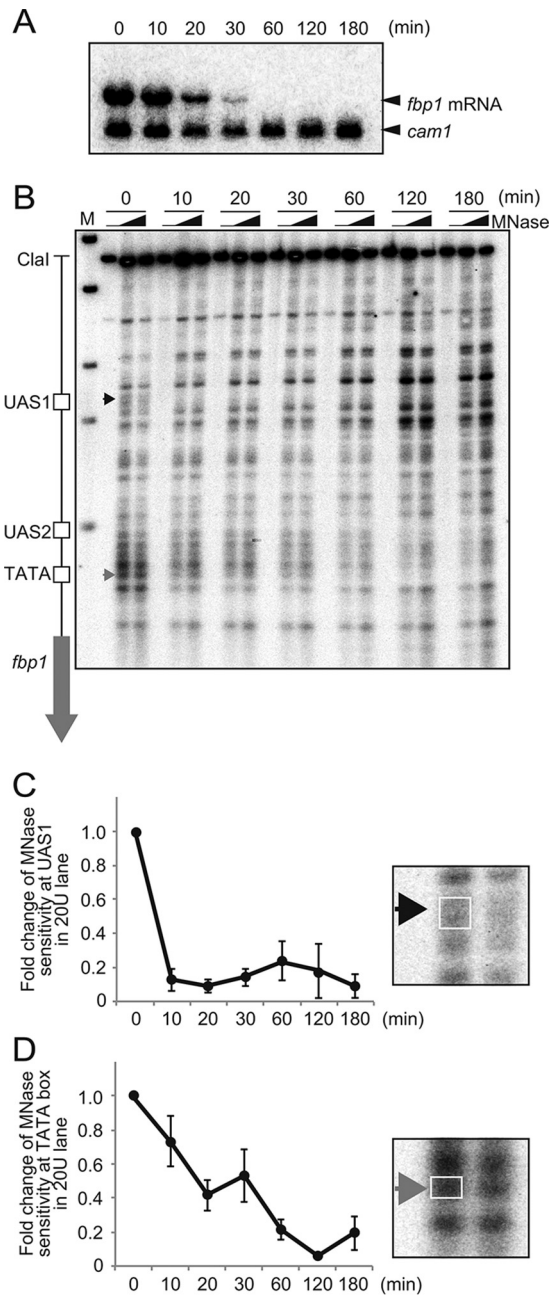 A
0 10 20 30 60 120 180 (min)
fbp1 mRNA
cam1
B
0 10 20 30 60 120 180 (min)
M MNase
ClaI
UAS1
UAS2
TATA
fbp1
C
Fold change of MNase
sensitivity at UAS1
in 20U lane
1.0
0.8
0.6
0.4
0.2
0
0 10 20 30 60 120 180 (min)
D
Fold change of MNase
sensitivity at TATA box
in 20U lane
1.0
0.8
0.6
0.4
0.2
0
0 10 20 30 60 120 180 (min)